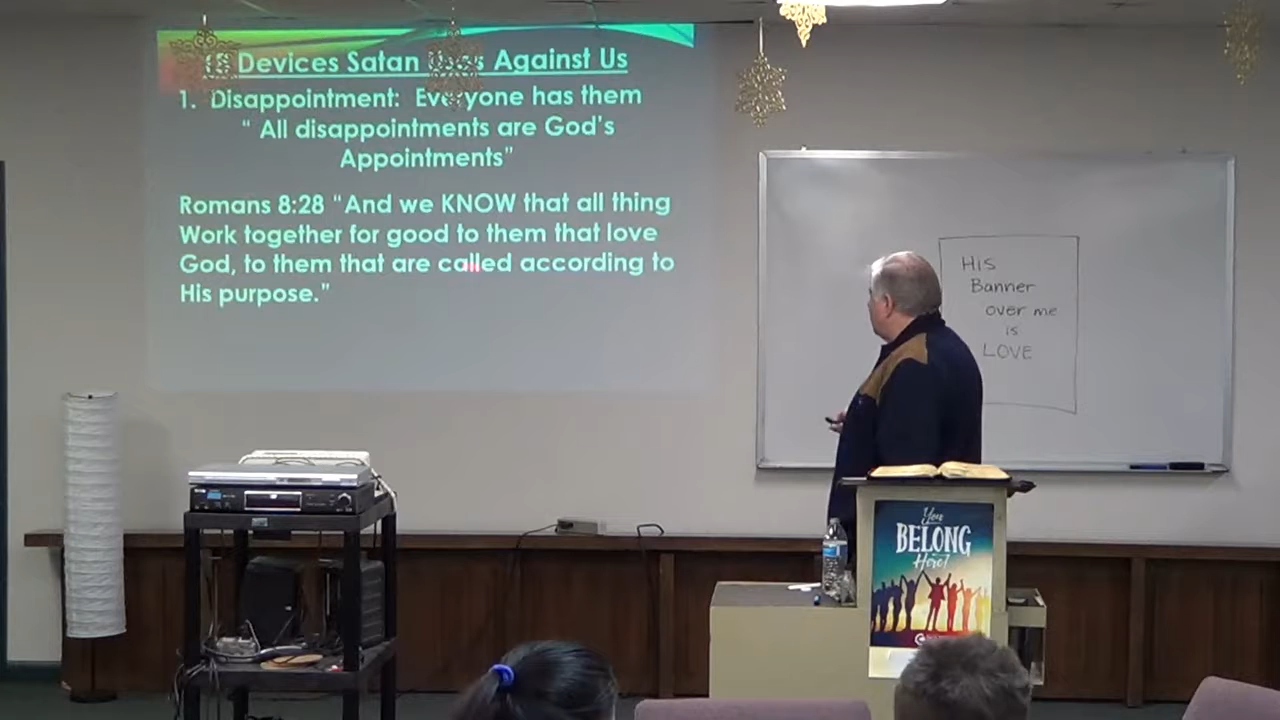 Devices Satan Against Us
1. Disappointment: Everyone has them
" All disappointments are God's
Appointments"
Romans 8:28 "And we KNOW that all thing
Work together for good to them that love
God, to them that are called according to
His purpose."
His
Banner
over me
is
LOVE
You
BELONG
Here!